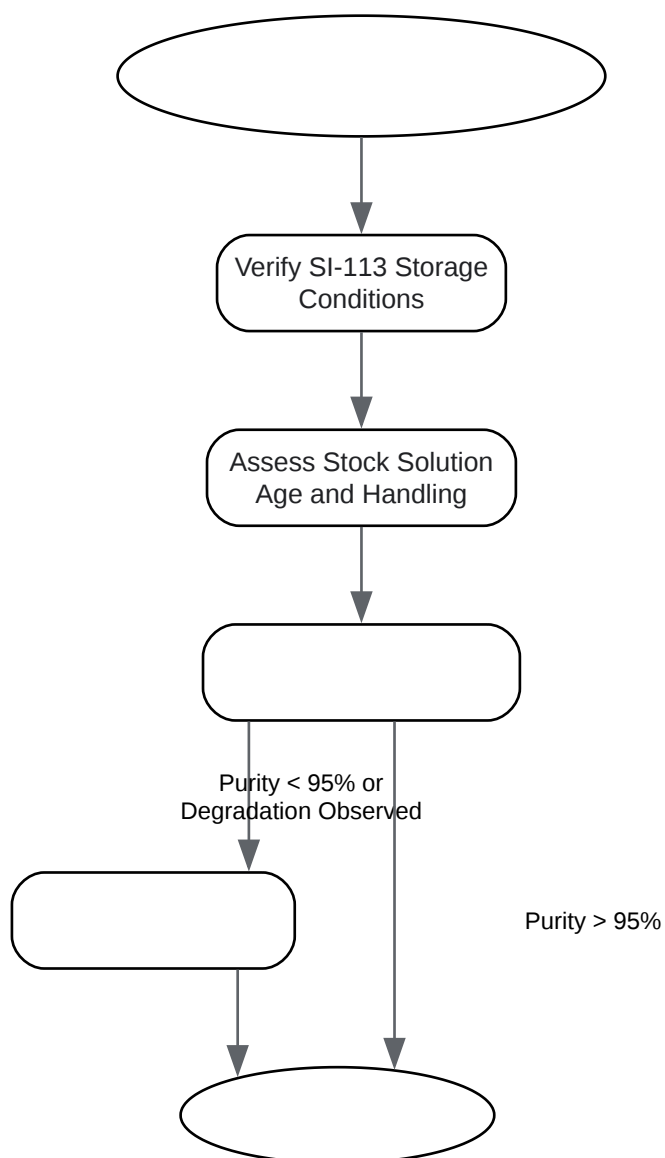 Verify SI-113 Storage
Conditions
Assess Stock Solution
Age and Handling
Purity < 95% or
Degradation Observed
Purity > 95%